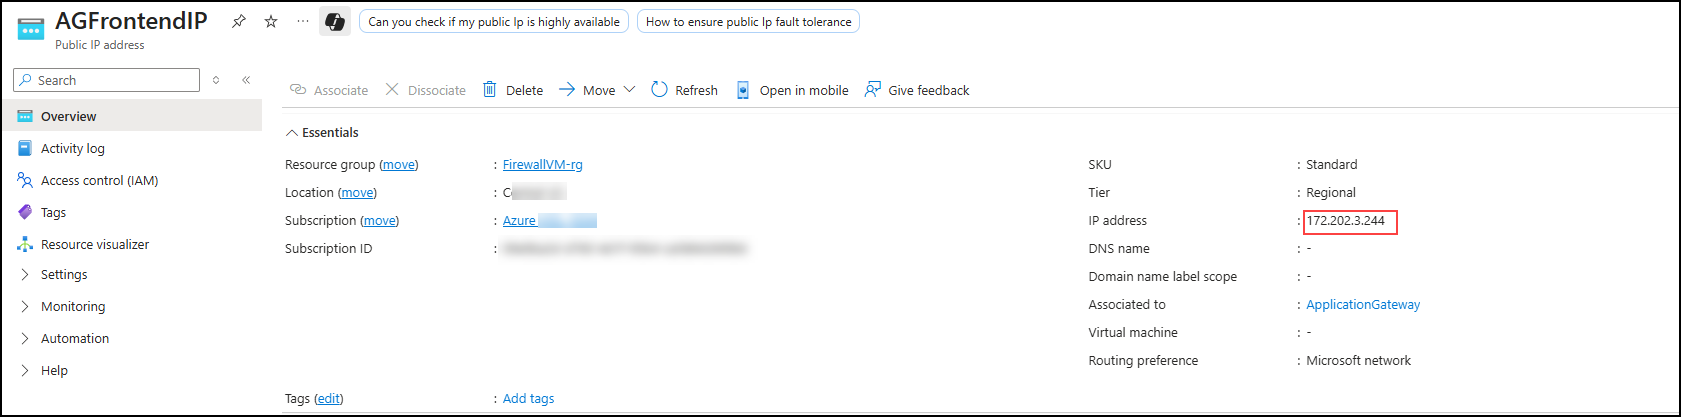 AGFrontendIP
Can you check if my public Ip is highly available
How to ensure public Ip fault tolerance
Public IP address
Search
Associate Dissociate Delete Move Refresh Open in mobile Give feedback
Overview
Activity log
Access control (IAM)
Tags
Resource visualizer
Settings
Monitoring
Automation
Help
Essentials
Resource group (move) : FirewallVM-rg
Location (move) :
Subscription (move) : Azure
Subscription ID :
SKU : Standard
Tier : Regional
IP address : 172.202.3.244
DNS name : -
Domain name label scope : -
Associated to : ApplicationGateway
Virtual machine : -
Routing preference : Microsoft network
Tags (edit) : Add tags